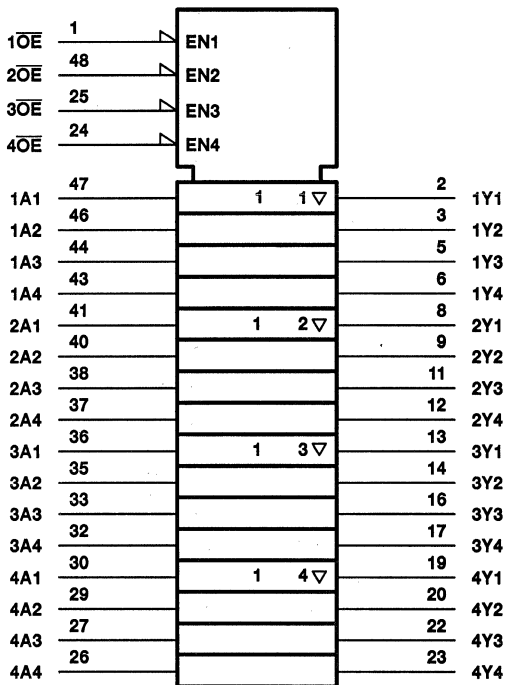 1O̅E̅ 1 EN1
2O̅E̅ 48 EN2
3O̅E̅ 25 EN3
4O̅E̅ 24 EN4
1A1 47 1 1 ▽ 2 1Y1
1A2 46 3 1Y2
1A3 44 5 1Y3
1A4 43 6 1Y4
2A1 41 1 2 ▽ 8 2Y1
2A2 40 9 2Y2
2A3 38 11 2Y3
2A4 37 12 2Y4
3A1 36 1 3 ▽ 13 3Y1
3A2 35 14 3Y2
3A3 33 16 3Y3
3A4 32 17 3Y4
4A1 30 1 4 ▽ 19 4Y1
4A2 29 20 4Y2
4A3 27 22 4Y3
4A4 26 23 4Y4